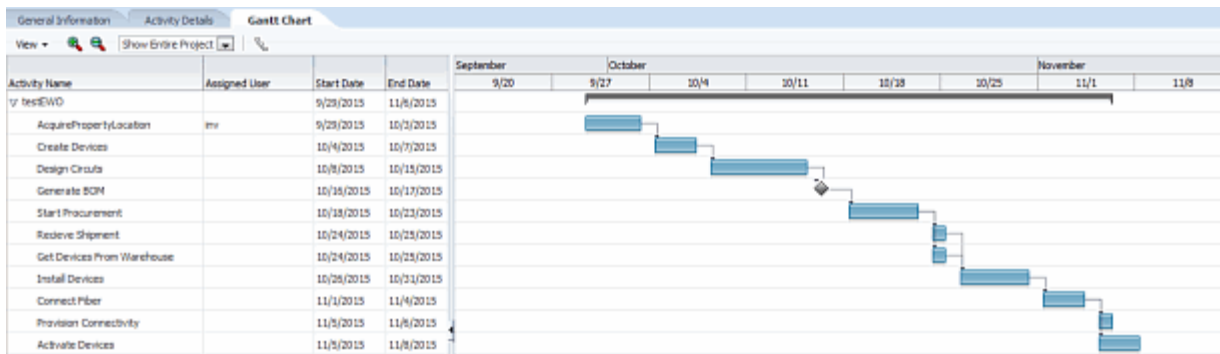 General Information Activity Details Gantt Chart
View Show Entire Project
September October November
Activity Name Assigned User Start Date End Date 9/20 9/27 10/4 10/11 10/18 10/25 11/1 11/8
testEWO 9/29/2015 11/6/2015
AcquirePropertyLocation inv 9/29/2015 10/3/2015
Create Devices 10/4/2015 10/7/2015
Design Circuts 10/8/2015 10/15/2015
Generate BOM 10/16/2015 10/17/2015
Start Procurement 10/18/2015 10/23/2015
Recieve Shipment 10/24/2015 10/25/2015
Get Devices From Warehouse 10/24/2015 10/25/2015
Install Devices 10/26/2015 10/31/2015
Connect Fiber 11/1/2015 11/4/2015
Provision Connectivity 11/5/2015 11/6/2015
Activate Devices 11/5/2015 11/8/2015